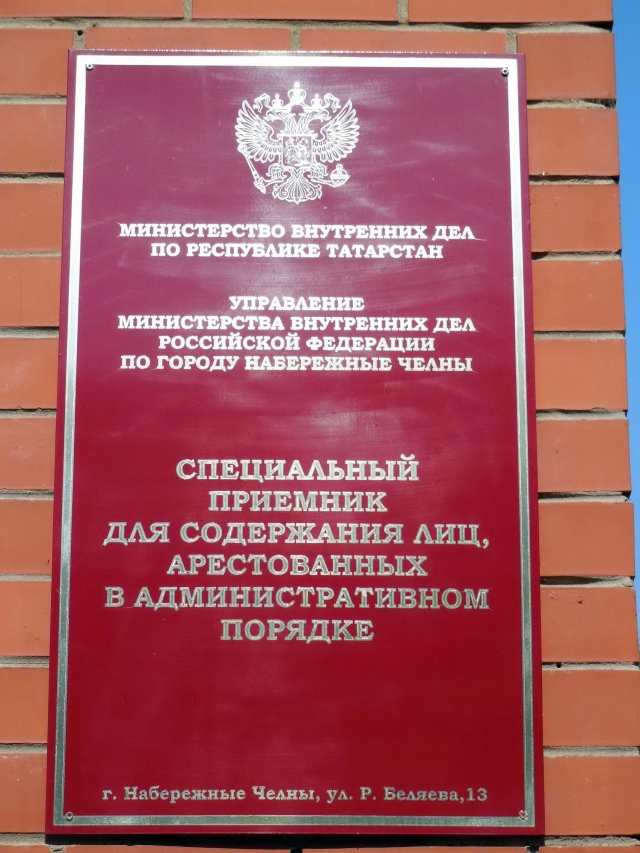 МИНИСТЕРСТВО ВНУТРЕННИХ ДЕЛ
ПО РЕСПУБЛИКЕ ТАТАРСТАН
УПРАВЛЕНИЕ
МИНИСТЕРСТВА ВНУТРЕННИХ ДЕЛ
РОССИЙСКОЙ ФЕДЕРАЦИИ
ПО ГОРОДУ НАБЕРЕЖНЫЕ ЧЕЛНЫ
СПЕЦИАЛЬНЫЙ
ПРИЕМНИК
ДЛЯ СОДЕРЖАНИЯ ЛИЦ,
АРЕСТОВАННЫХ
В АДМИНИСТРАТИВНОМ
ПОРЯДКЕ
г. Набережные Челны, ул. Р. Беляева,13